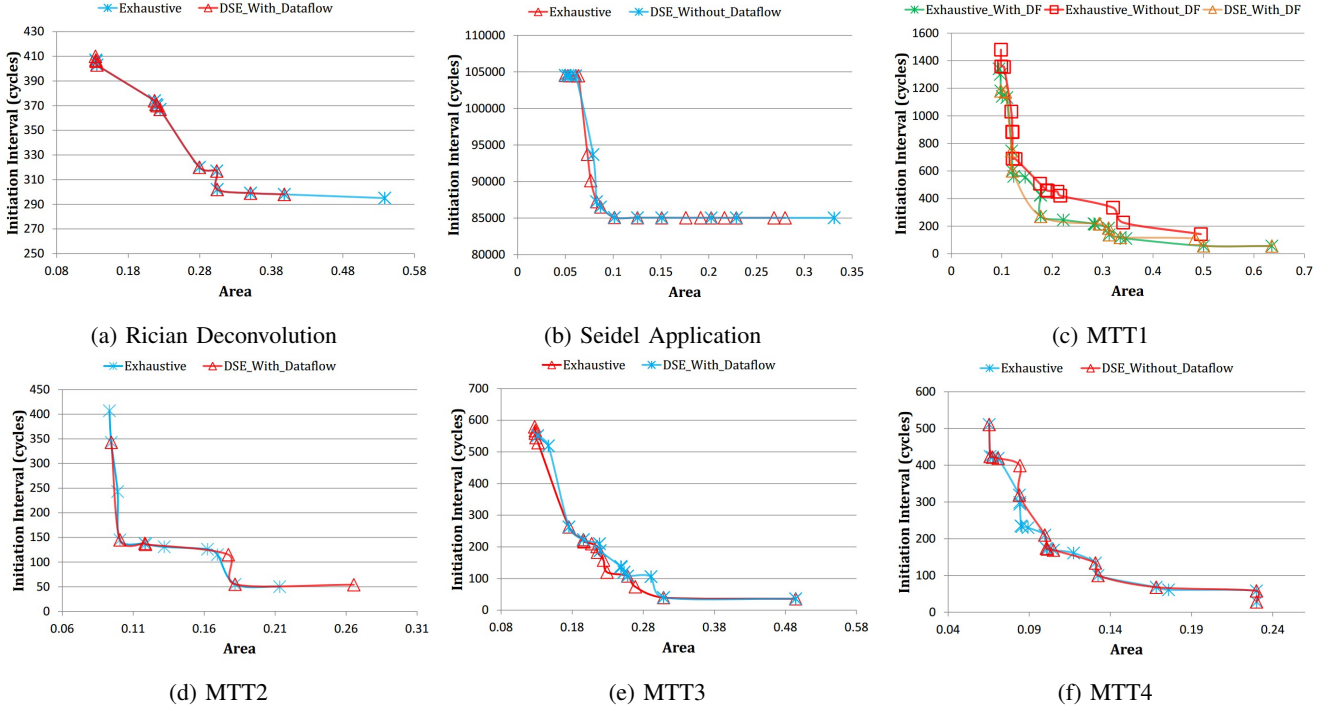 Exhaustive DSE_With_Dataflow
Initiation Interval (cycles)
430
410
390
370
350
330
310
290
270
250
0.08 0.18 0.28 0.38 0.48 0.58
Area
(a) Rician Deconvolution
Exhaustive DSE_Without_Dataflow
Initiation Interval (cycles)
110000
105000
100000
95000
90000
85000
80000
0 0.05 0.1 0.15 0.2 0.25 0.3 0.35
Area
(b) Seidel Application
Exhaustive_With_DF Exhaustive_Without_DF DSE_With_DF
Initiation Interval (cycles)
1600
1400
1200
1000
800
600
400
200
0
0 0.1 0.2 0.3 0.4 0.5 0.6 0.7
Area
(c) MTT1
Exhaustive DSE_With_Dataflow
Initiation Interval (cycles)
450
400
350
300
250
200
150
100
50
0
0.06 0.11 0.16 0.21 0.26 0.31
Area
(d) MTT2
Exhaustive DSE_With_Dataflow
Initiation Interval (cycles)
700
600
500
400
300
200
100
0
0.08 0.18 0.28 0.38 0.48 0.58
Area
(e) MTT3
Exhaustive DSE_Without_Dataflow
Initiation Interval (cycles)
600
500
400
300
200
100
0
0.04 0.09 0.14 0.19 0.24
Area
(f) MTT4